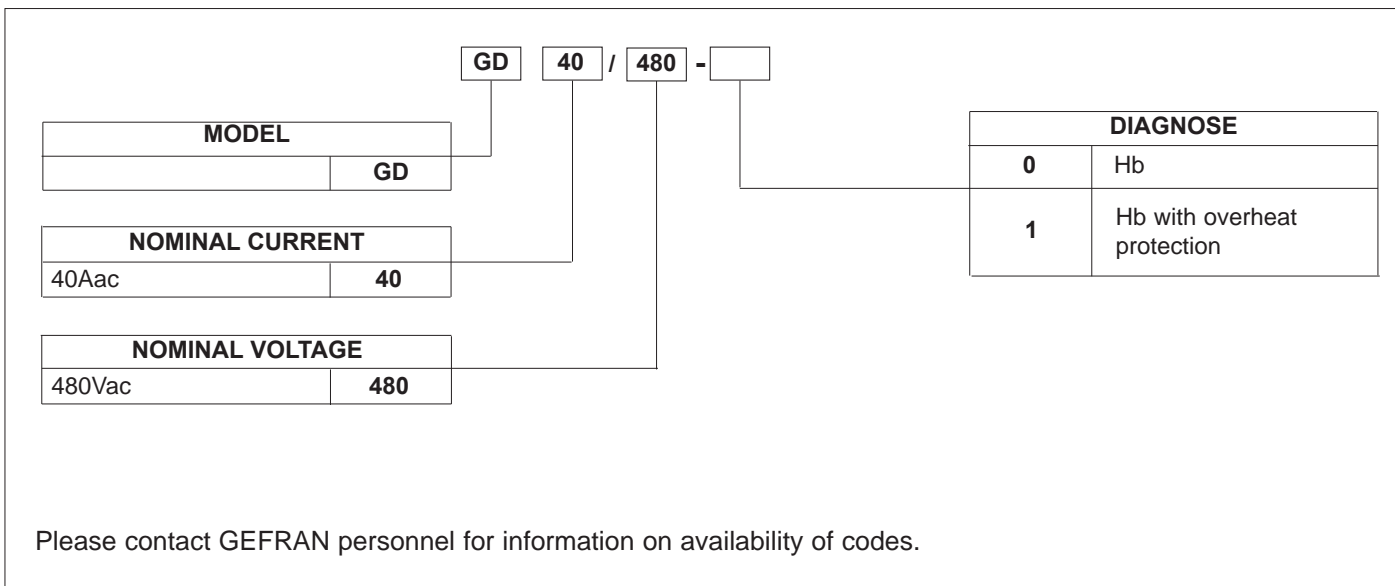 GD 40 / 480 -
MODEL
GD
NOMINAL CURRENT
40Aac 40
NOMINAL VOLTAGE
480Vac 480
DIAGNOSE
0 Hb
1 Hb with overheat
protection
Please contact GEFRAN personnel for information on availability of codes.